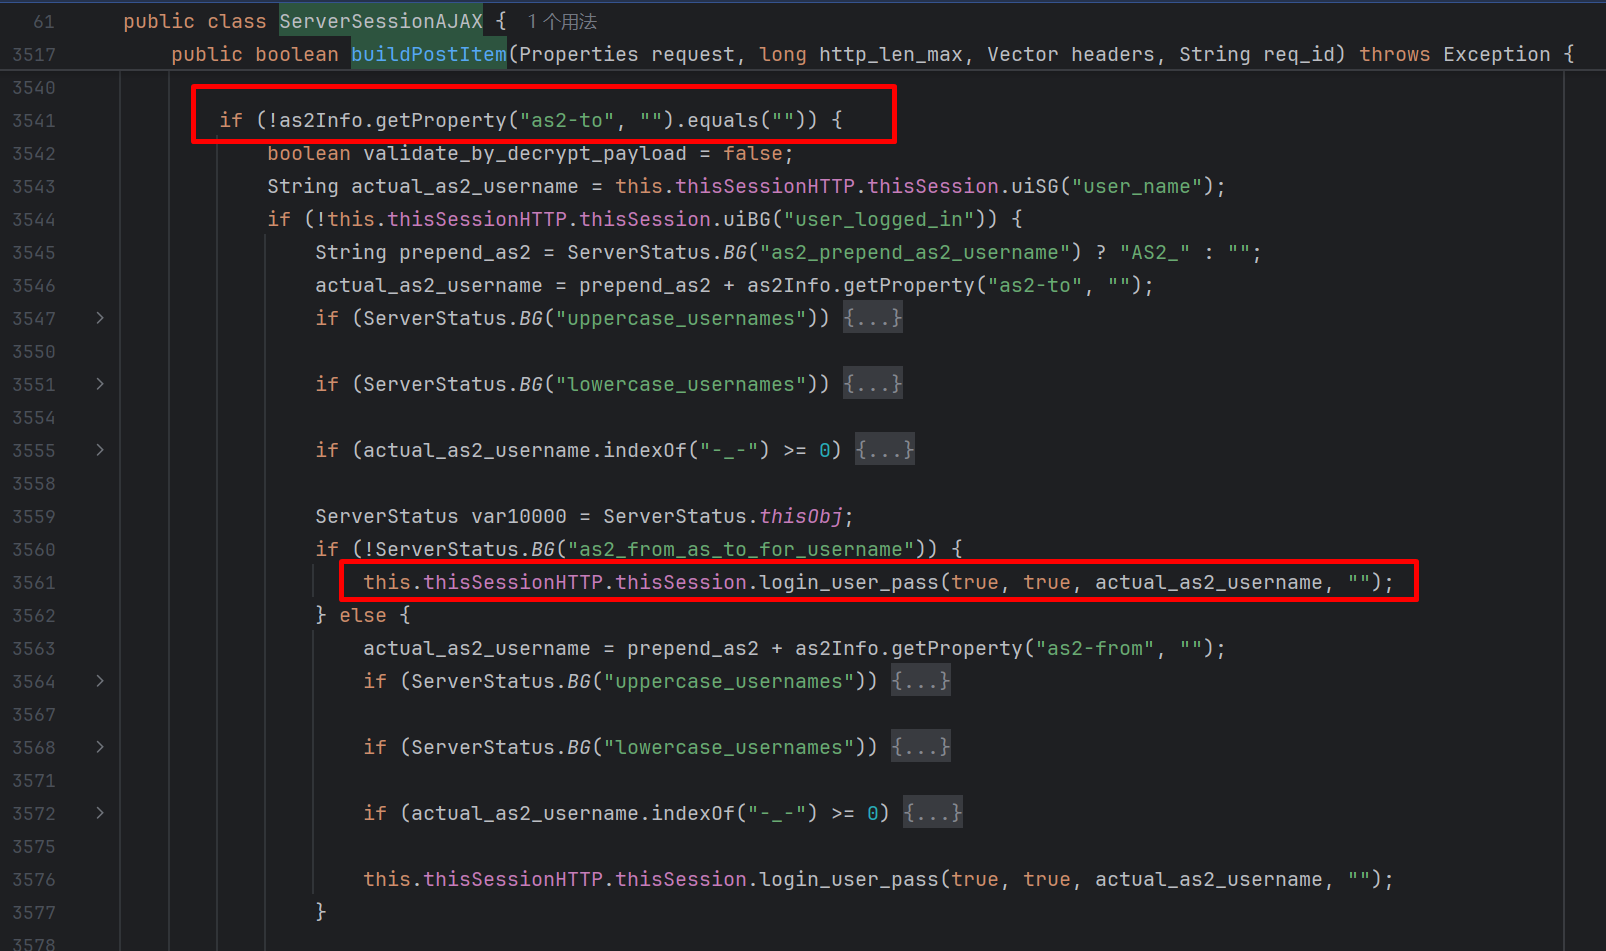 61 public class ServerSessionAJAX { 1 个用法
3517 public boolean buildPostItem(Properties request, long http_len_max, Vector headers, String req_id) throws Exception {
3540
3541 if (!as2Info.getProperty("as2-to", "").equals("")) {
3542 boolean validate_by_decrypt_payload = false;
3543 String actual_as2_username = this.thisSessionHTTP.thisSession.uiSG("user_name");
3544 if (!this.thisSessionHTTP.thisSession.uiBG("user_logged_in")) {
3545 String prepend_as2 = ServerStatus.BG("as2_prepend_as2_username") ? "AS2_" : "";
3546 actual_as2_username = prepend_as2 + as2Info.getProperty("as2-to", "");
3547 if (ServerStatus.BG("uppercase_usernames")) {...}
3550
3551 if (ServerStatus.BG("lowercase_usernames")) {...}
3554
3555 if (actual_as2_username.indexOf("-_-") >= 0) {...}
3558
3559 ServerStatus var10000 = ServerStatus.thisObj;
3560 if (!ServerStatus.BG("as2_from_as_to_for_username")) {
3561 this.thisSessionHTTP.thisSession.login_user_pass(true, true, actual_as2_username, "");
3562 } else {
3563 actual_as2_username = prepend_as2 + as2Info.getProperty("as2-from", "");
3564 if (ServerStatus.BG("uppercase_usernames")) {...}
3567
3568 if (ServerStatus.BG("lowercase_usernames")) {...}
3571
3572 if (actual_as2_username.indexOf("-_-") >= 0) {...}
3575
3576 this.thisSessionHTTP.thisSession.login_user_pass(true, true, actual_as2_username, "");
3577 }
3578